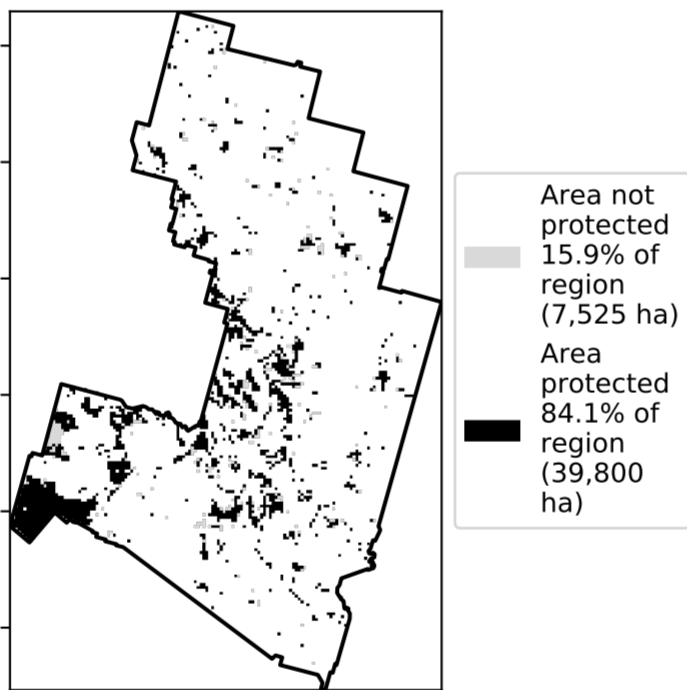 Area not
protected
15.9% of
region
(7,525 ha)
Area
protected
84.1% of
region
(39,800
ha)